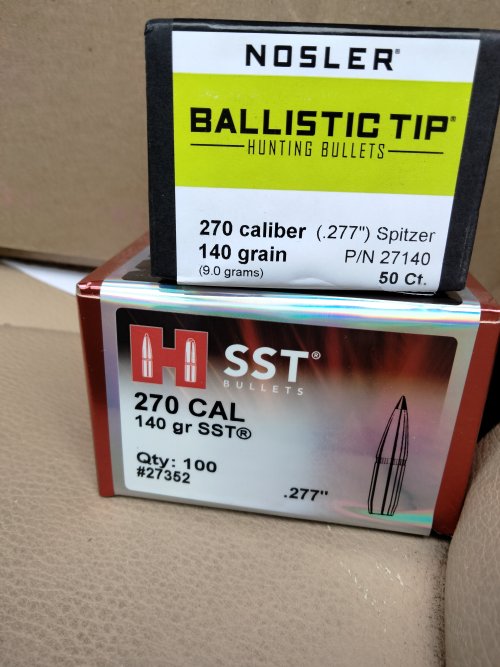 NOSLER®
BALLISTIC TIP®
HUNTING BULLETS
270 caliber (.277") Spitzer
140 grain P/N 27140
(9.0 grams) 50 Ct.
H SST®
BULLETS
270 CAL
140 gr SST®
Qty: 100
#27352
.277"